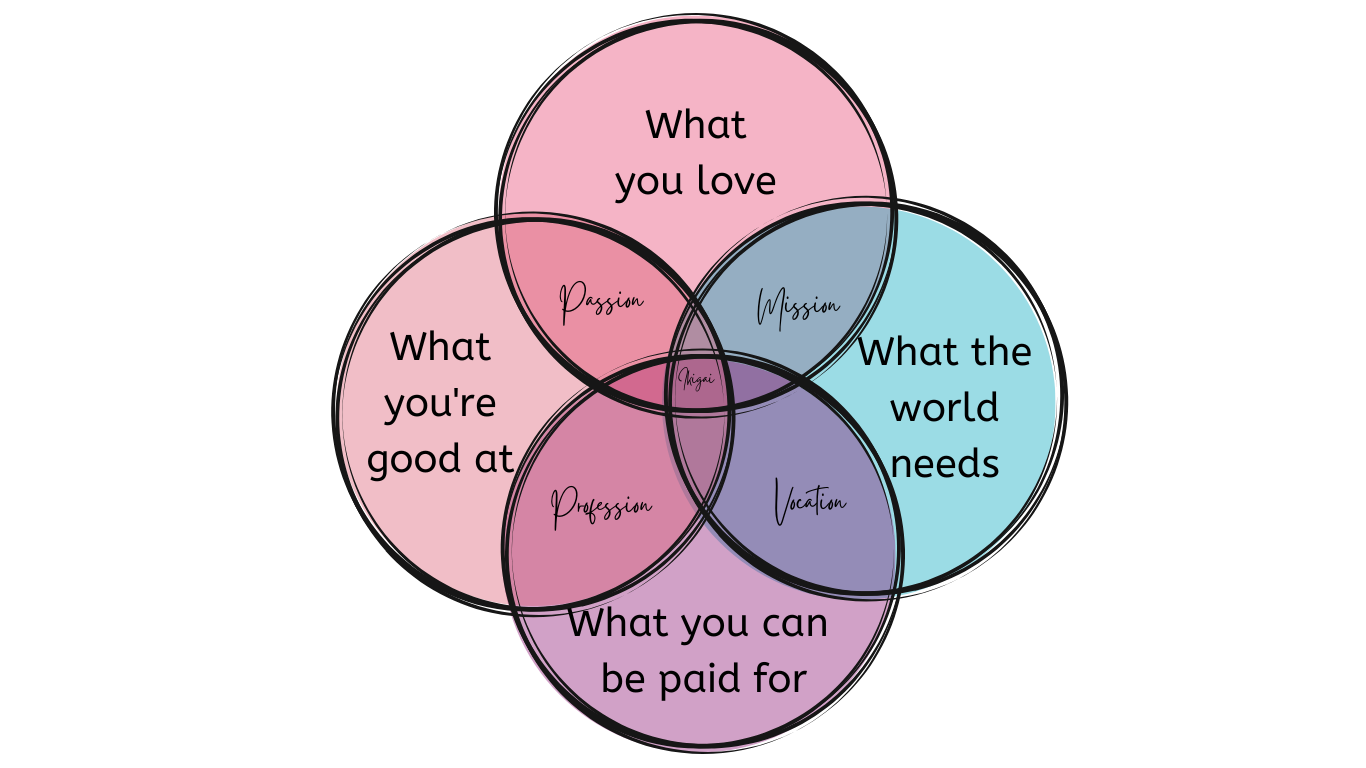 What
you love
Passion
Mission
What
you're
good at
What the
world
needs
Ikigai
Profession
Vocation
What you can
be paid for